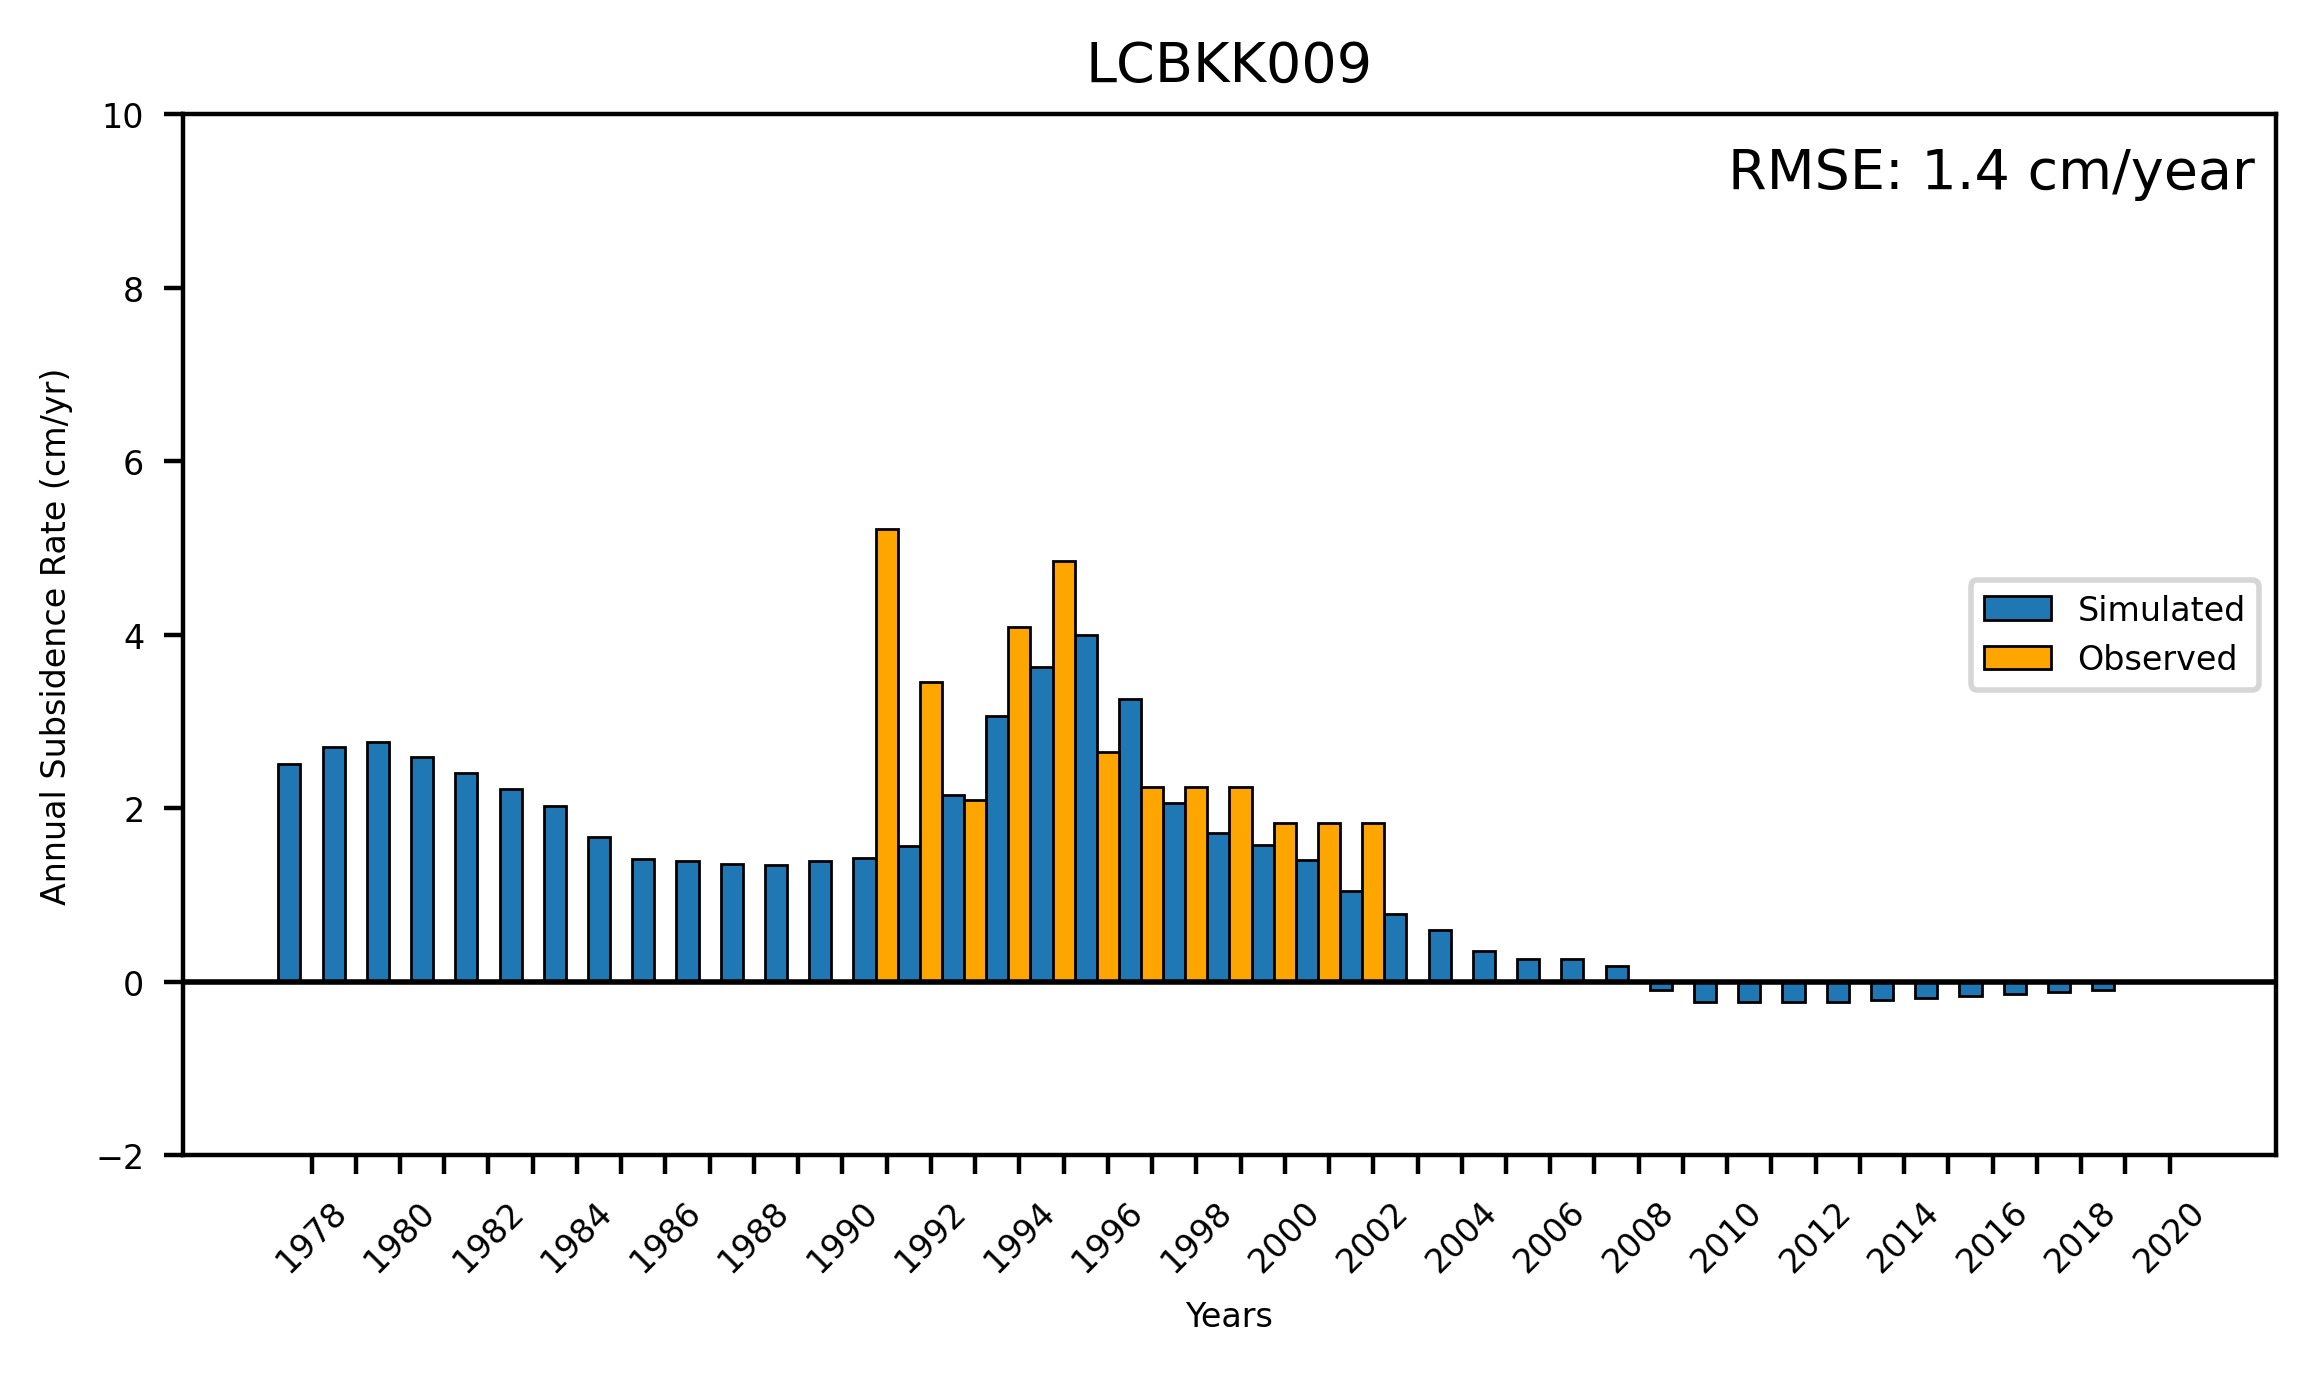 LCBKK009
RMSE: 1.4 cm/year
10
8
6
4
2
0
−2
Annual Subsidence Rate (cm/yr)
Simulated
Observed
1978 1980 1982 1984 1986 1988 1990 1992 1994 1996 1998 2000 2002 2004 2006 2008 2010 2012 2014 2016 2018 2020
Years